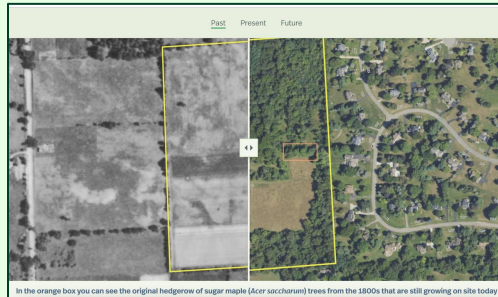 Past Present Future
In the orange box you can see the original hedgerow of sugar maple (Acer saccharum) trees from the 1800s that are still growing on site today